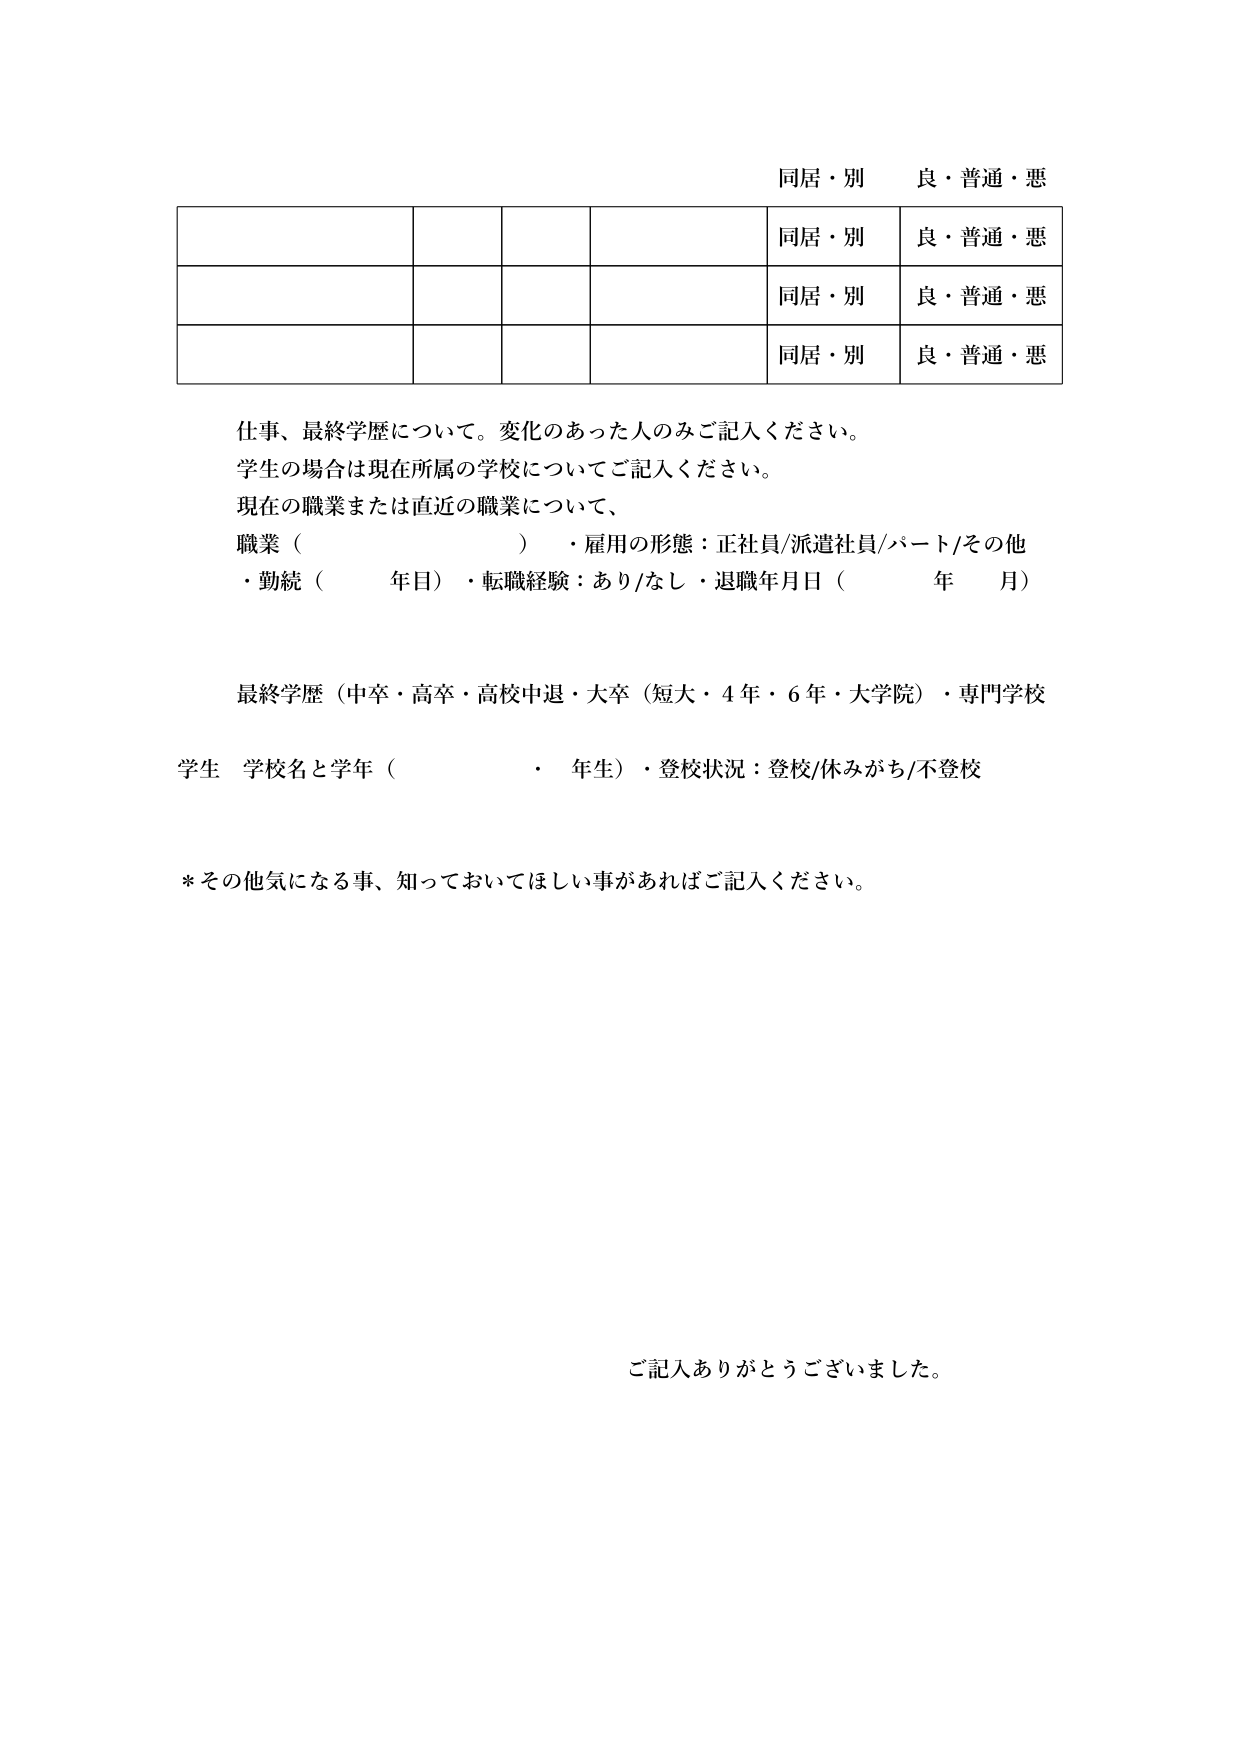 同居・別　良・普通・悪
同居・別　良・普通・悪
同居・別　良・普通・悪
同居・別　良・普通・悪
仕事、最終学歴について。変化のあった人のみご記入ください。
学生の場合は現在所属の学校についてご記入ください。
現在の職業または直近の職業について、
職業（　　　　　　　　　　）　・雇用の形態：正社員/派遣社員/パート/その他
・勤続（　　　年目）・転職経験：あり/なし ・退職年月日（　　　　年　　月）
最終学歴（中卒・高卒・高校中退・大卒（短大・４年・６年・大学院）・専門学校
学生　学校名と学年（　　　　　　・　年生）・登校状況：登校/休みがち/不登校
＊その他気になる事、知っておいてほしい事があればご記入ください。
ご記入ありがとうございました。